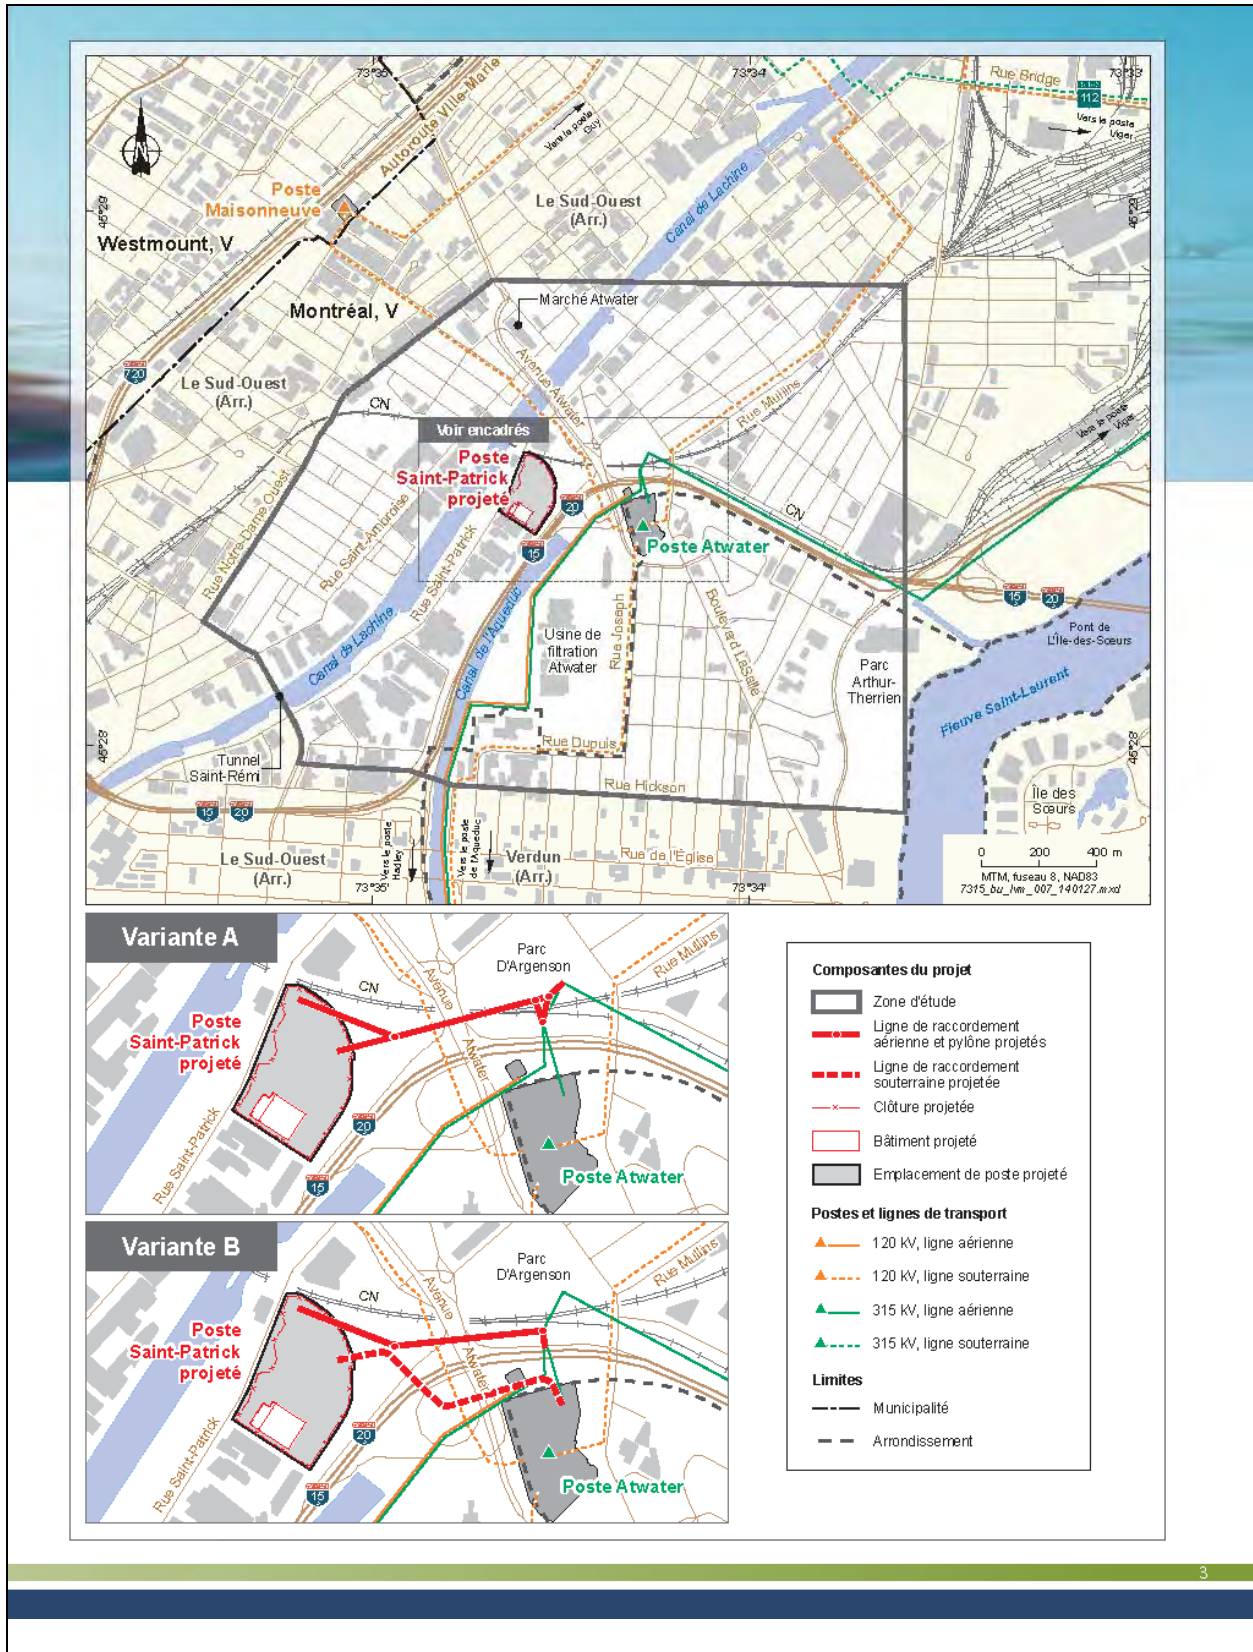 73°35'
73°34'
73°33'
Rue Bridge
112
Vers le poste
Viger
Autoroute Ville-Marie
Vers le poste
Guy
Poste
Maisonneuve
45°29'
45°29'
Le Sud-Ouest
(Arr.)
Canal de Lachine
Westmount, V
Montréal, V
Marché Atwater
720
Le Sud-Ouest
(Arr.)
Avenue Atwater
CN
Rue Mullins
Vers le poste
Viger
Voir encadrés
Poste
Saint-Patrick
projeté
20
15
CN
Poste Atwater
Rue Notre-Dame Ouest
Rue Saint-Ambroise
Rue Saint-Patrick
Canal de Lachine
Canal de l'Aqueduc
Usine de
filtration
Atwater
Rue Joseph
Boulevard LaSalle
15
20
Pont de
L'Île-des-Sœurs
Parc
Arthur-
Therrien
Fleuve Saint-Laurent
45°28'
45°28'
Tunnel
Saint-Rémi
Rue Dupuis
Rue Hickson
15
20
Île des
Sœurs
Le Sud-Ouest
(Arr.)
Vers le poste
Hadley
Vers le poste
de l'Aqueduc
Verdun
(Arr.)
Rue de l'Église
73°35'
73°34'
0 200 400 m
MTM, fuseau 8, NAD83
7315_bu_lvm_007_140127.mxd
Variante A
Parc
D'Argenson
Rue Mullins
CN
Avenue
Atwater
Poste
Saint-Patrick
projeté
Rue Saint-Patrick
20
15
Poste Atwater
Variante B
Parc
D'Argenson
Rue Mullins
CN
Avenue
Atwater
Poste
Saint-Patrick
projeté
Rue Saint-Patrick
20
15
Poste Atwater
Composantes du projet
Zone d'étude
Ligne de raccordement
aérienne et pylône projetés
Ligne de raccordement
souterraine projetée
Clôture projetée
Bâtiment projeté
Emplacement de poste projeté
Postes et lignes de transport
120 kV, ligne aérienne
120 kV, ligne souterraine
315 kV, ligne aérienne
315 kV, ligne souterraine
Limites
Municipalité
Arrondissement
3